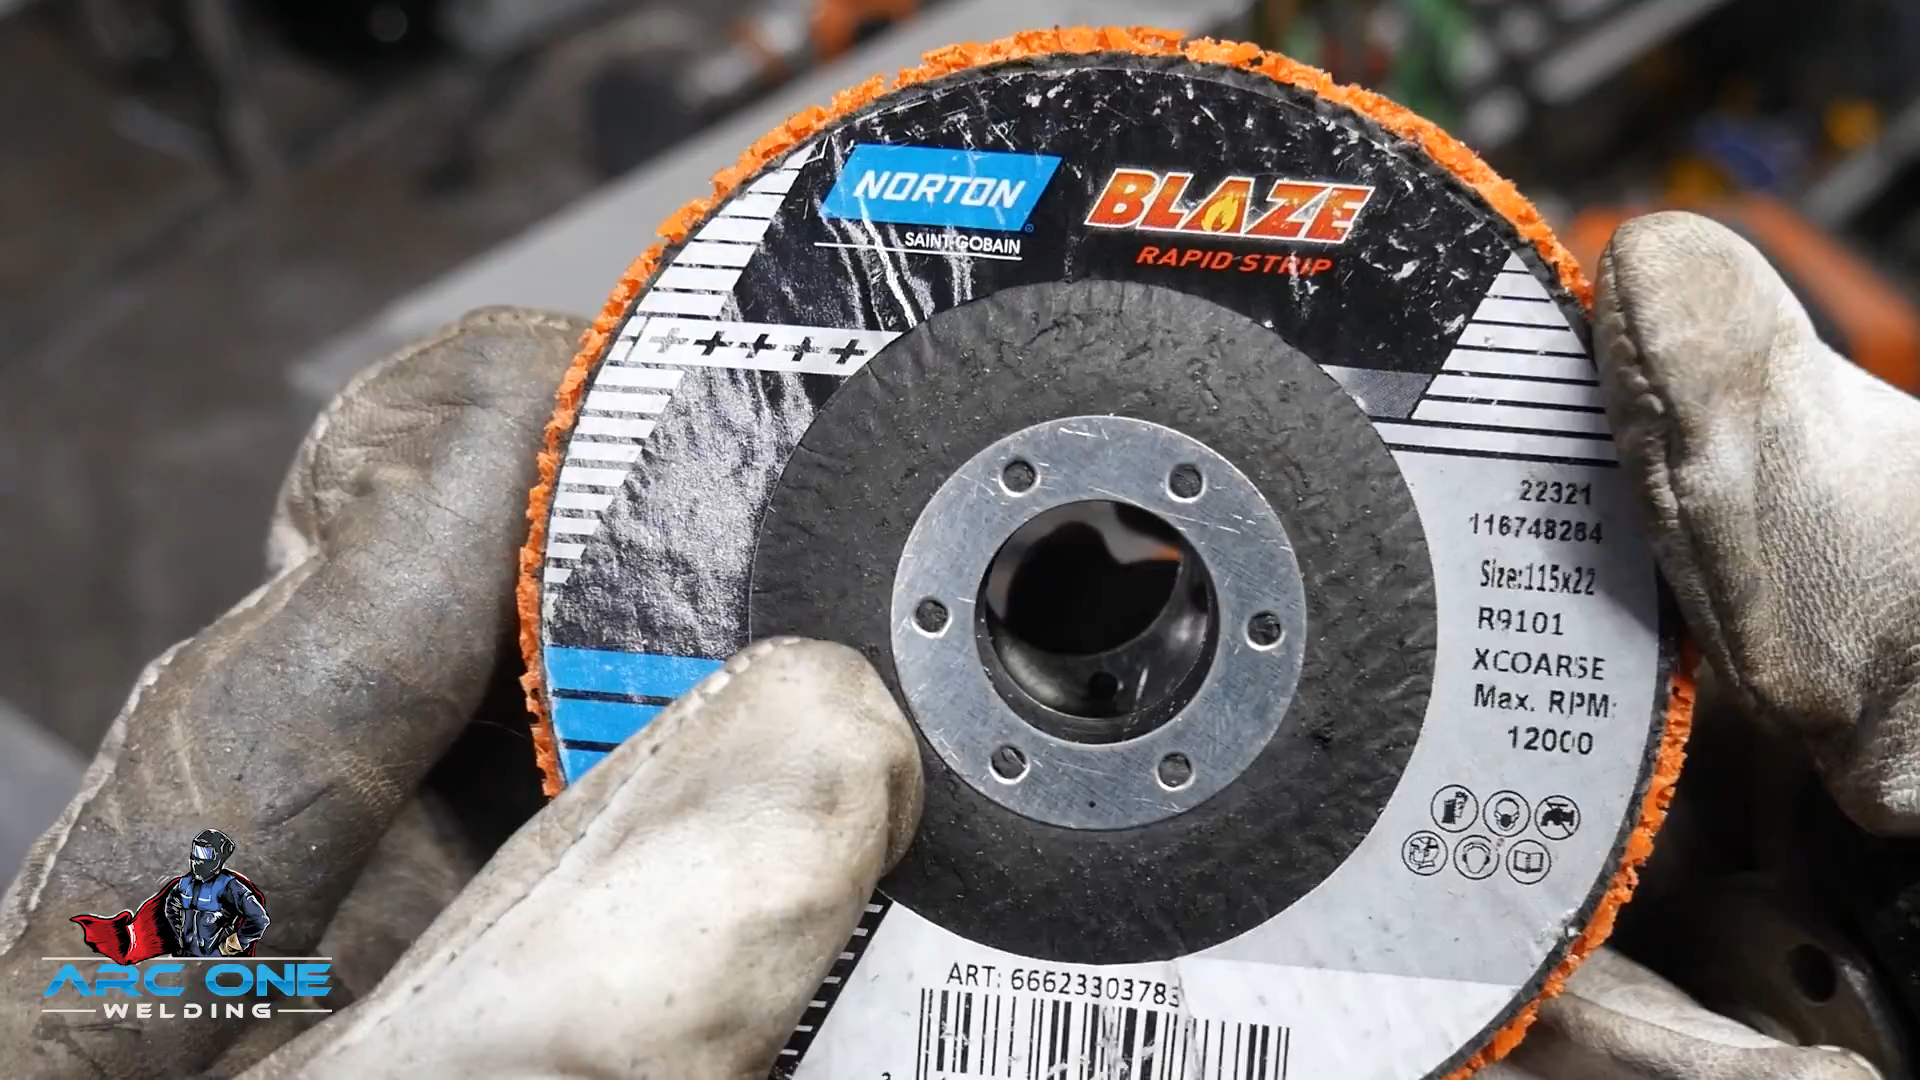 NORTON
SAINT-GOBAIN
BLAZE
RAPID STRIP
+++++
22321
116748284
Size:115x22
R9101
XCOARSE
Max. RPM:
12000
ART: 66623303783
ARC ONE
WELDING